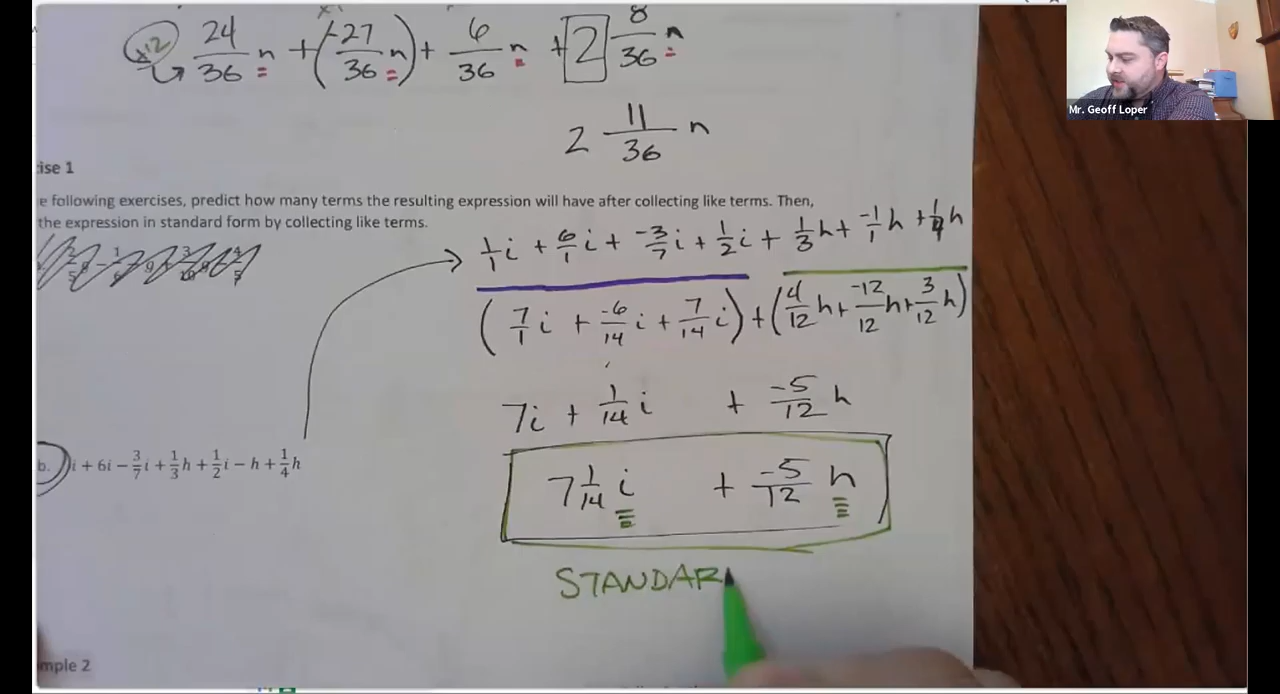 +12 24/36 n + (-27/36 n) + 6/36 n + 2 8/36 n
Mr. Geoff Loper
2 11/36 n
ise 1
e following exercises, predict how many terms the resulting expression will have after collecting like terms. Then,
the expression in standard form by collecting like terms.
1/1 i + 6/1 i + -3/7 i + 1/2 i + 1/3 h + -1/1 h + 1/4 h
(7/1 i + -6/14 i + 7/14 i) + (4/12 h + -12/12 h + 3/12 h)
7i + 1/14 i + -5/12 h
b. i + 6i − 3/7 i + 1/3 h + 1/2 i − h + 1/4 h
7 1/14 i + -5/12 h
STANDAR
mple 2